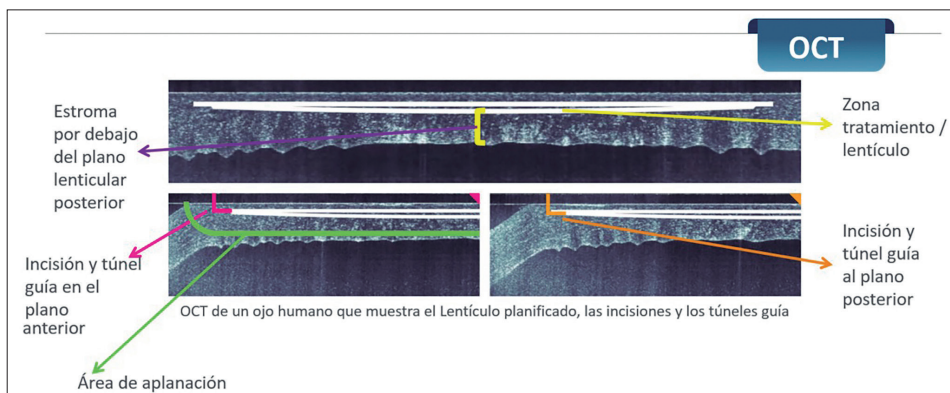 OCT
Estroma
por debajo
del plano
lenticular
posterior
Zona
tratamiento /
lentículo
Incisión y túnel
guía en el
plano
anterior
Incisión y
túnel guía
al plano
posterior
OCT de un ojo humano que muestra el Lentículo planificado, las incisiones y los túneles guía
Área de aplanación